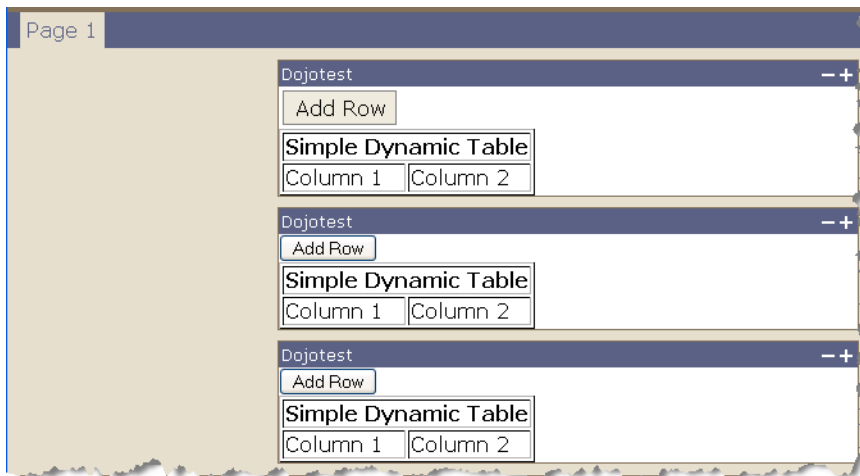 Page 1
Dojotest
Add Row
Simple Dynamic Table
Column 1 Column 2
Dojotest
Add Row
Simple Dynamic Table
Column 1 Column 2
Dojotest
Add Row
Simple Dynamic Table
Column 1 Column 2